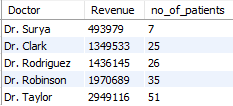 Doctor Revenue no_of_patients
Dr. Surya 493979 7
Dr. Clark 1349533 25
Dr. Rodriguez 1436145 26
Dr. Robinson 1970689 35
Dr. Taylor 2949116 51